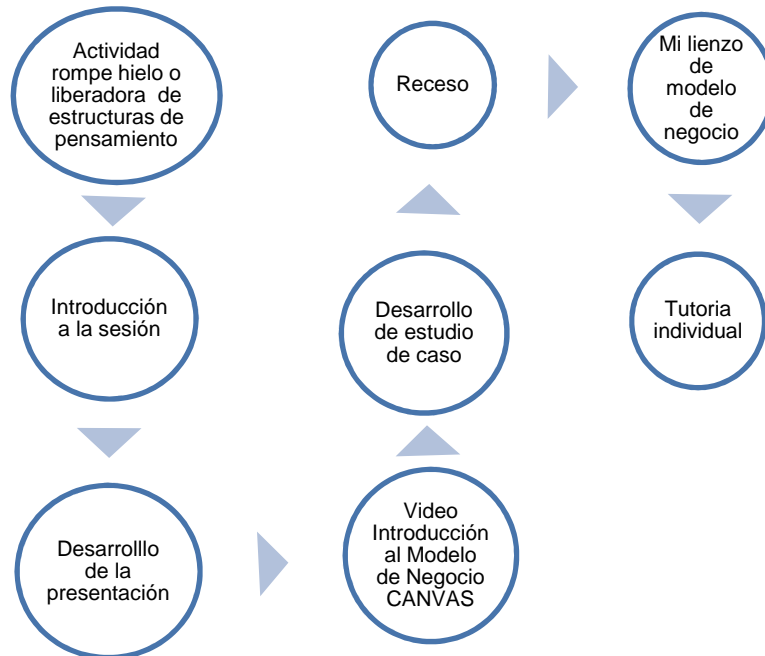 Actividad
rompe hielo o
liberadora de
estructuras de
pensamiento
Introducción
a la sesión
Desarrolllo
de la
presentación
Video
Introducción
al Modelo
de Negocio
CANVAS
Desarrollo
de estudio
de caso
Receso
Mi lienzo
de
modelo
de
negocio
Tutoria
individual